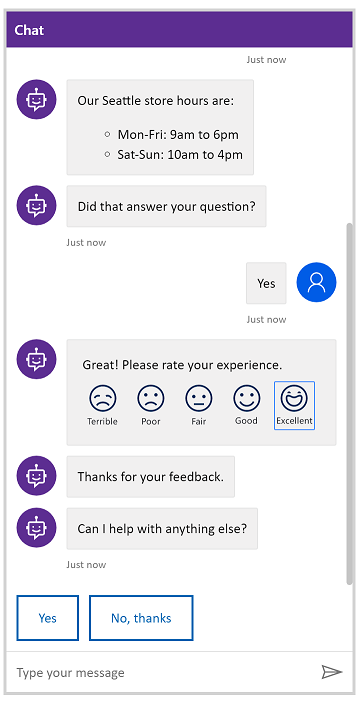 Chat
Just now
Our Seattle store hours are:
Mon-Fri: 9am to 6pm
Sat-Sun: 10am to 4pm
Did that answer your question?
Just now
Yes
Just now
Great! Please rate your experience.
Terrible Poor Fair Good Excellent
Thanks for your feedback.
Can I help with anything else?
Just now
Yes No, thanks
Type your message